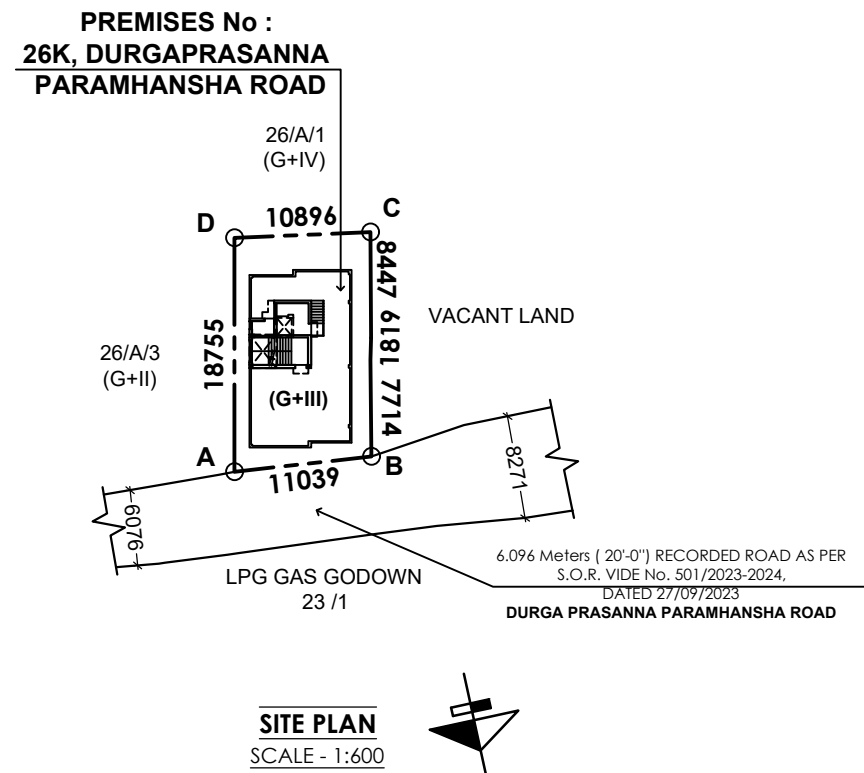 PREMISES No :
26K, DURGAPRASANNA
PARAMHANSHA ROAD
26/A/1
(G+IV)
D
10896
C
8447
1819
7714
VACANT LAND
26/A/3
(G+II)
18755
(G+III)
A
11039
B
8271
6076
LPG GAS GODOWN
23 /1
6.096 Meters ( 20'-0") RECORDED ROAD AS PER
S.O.R. VIDE No. 501/2023-2024,
DATED 27/09/2023
DURGA PRASANNA PARAMHANSHA ROAD
SITE PLAN
SCALE - 1:600